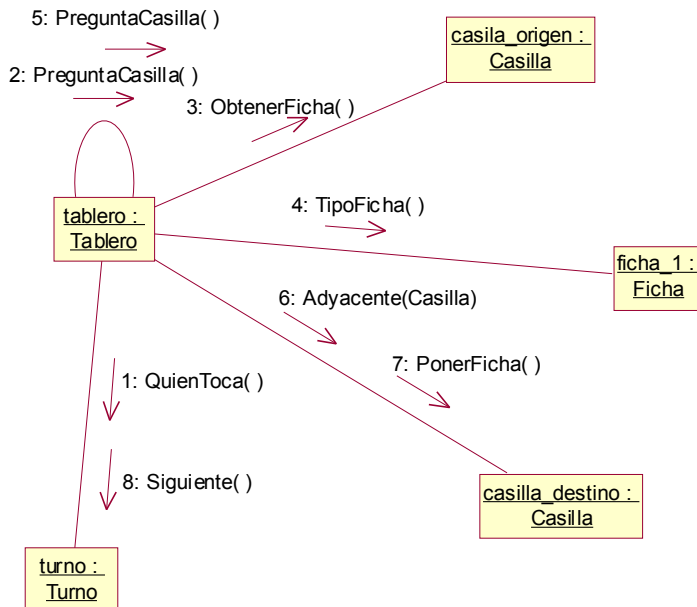 5: PreguntaCasilla( )
2: PreguntaCasilla( )
casila_origen :
Casilla
3: ObtenerFicha( )
tablero :
Tablero
4: TipoFicha( )
ficha_1 :
Ficha
6: Adyacente(Casilla)
7: PonerFicha( )
1: QuienToca( )
8: Siguiente( )
casilla_destino :
Casilla
turno :
Turno